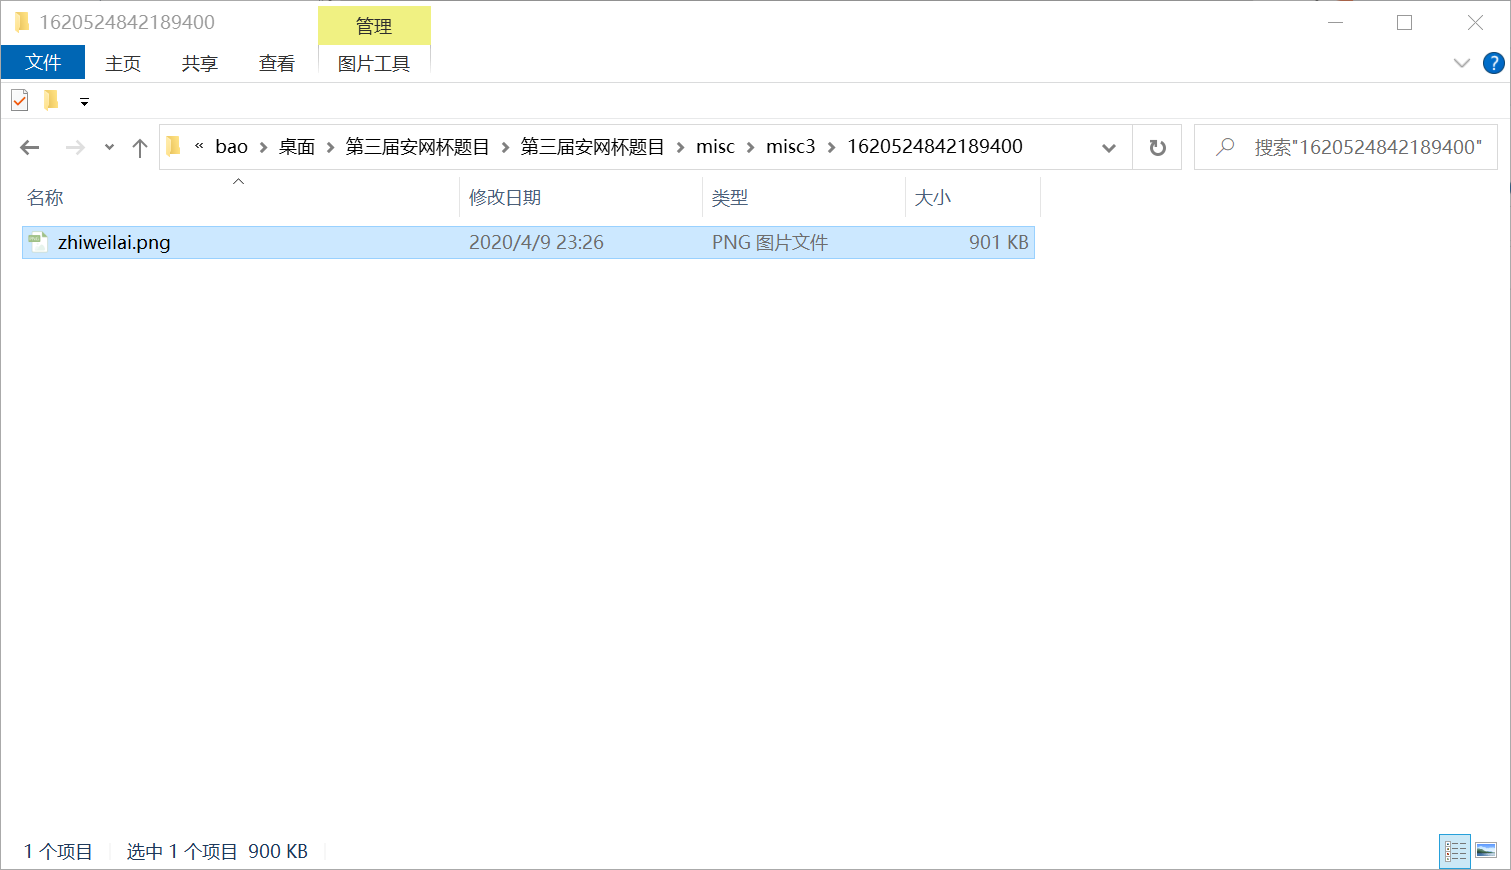 1620524842189400
管理
文件 主页 共享 查看 图片工具
« bao > 桌面 > 第三届安网杯题目 > 第三届安网杯题目 > misc > misc3 > 1620524842189400
搜索"1620524842189400"
名称 修改日期 类型 大小
zhiweilai.png 2020/4/9 23:26 PNG 图片文件 901 KB
1 个项目 选中 1 个项目 900 KB